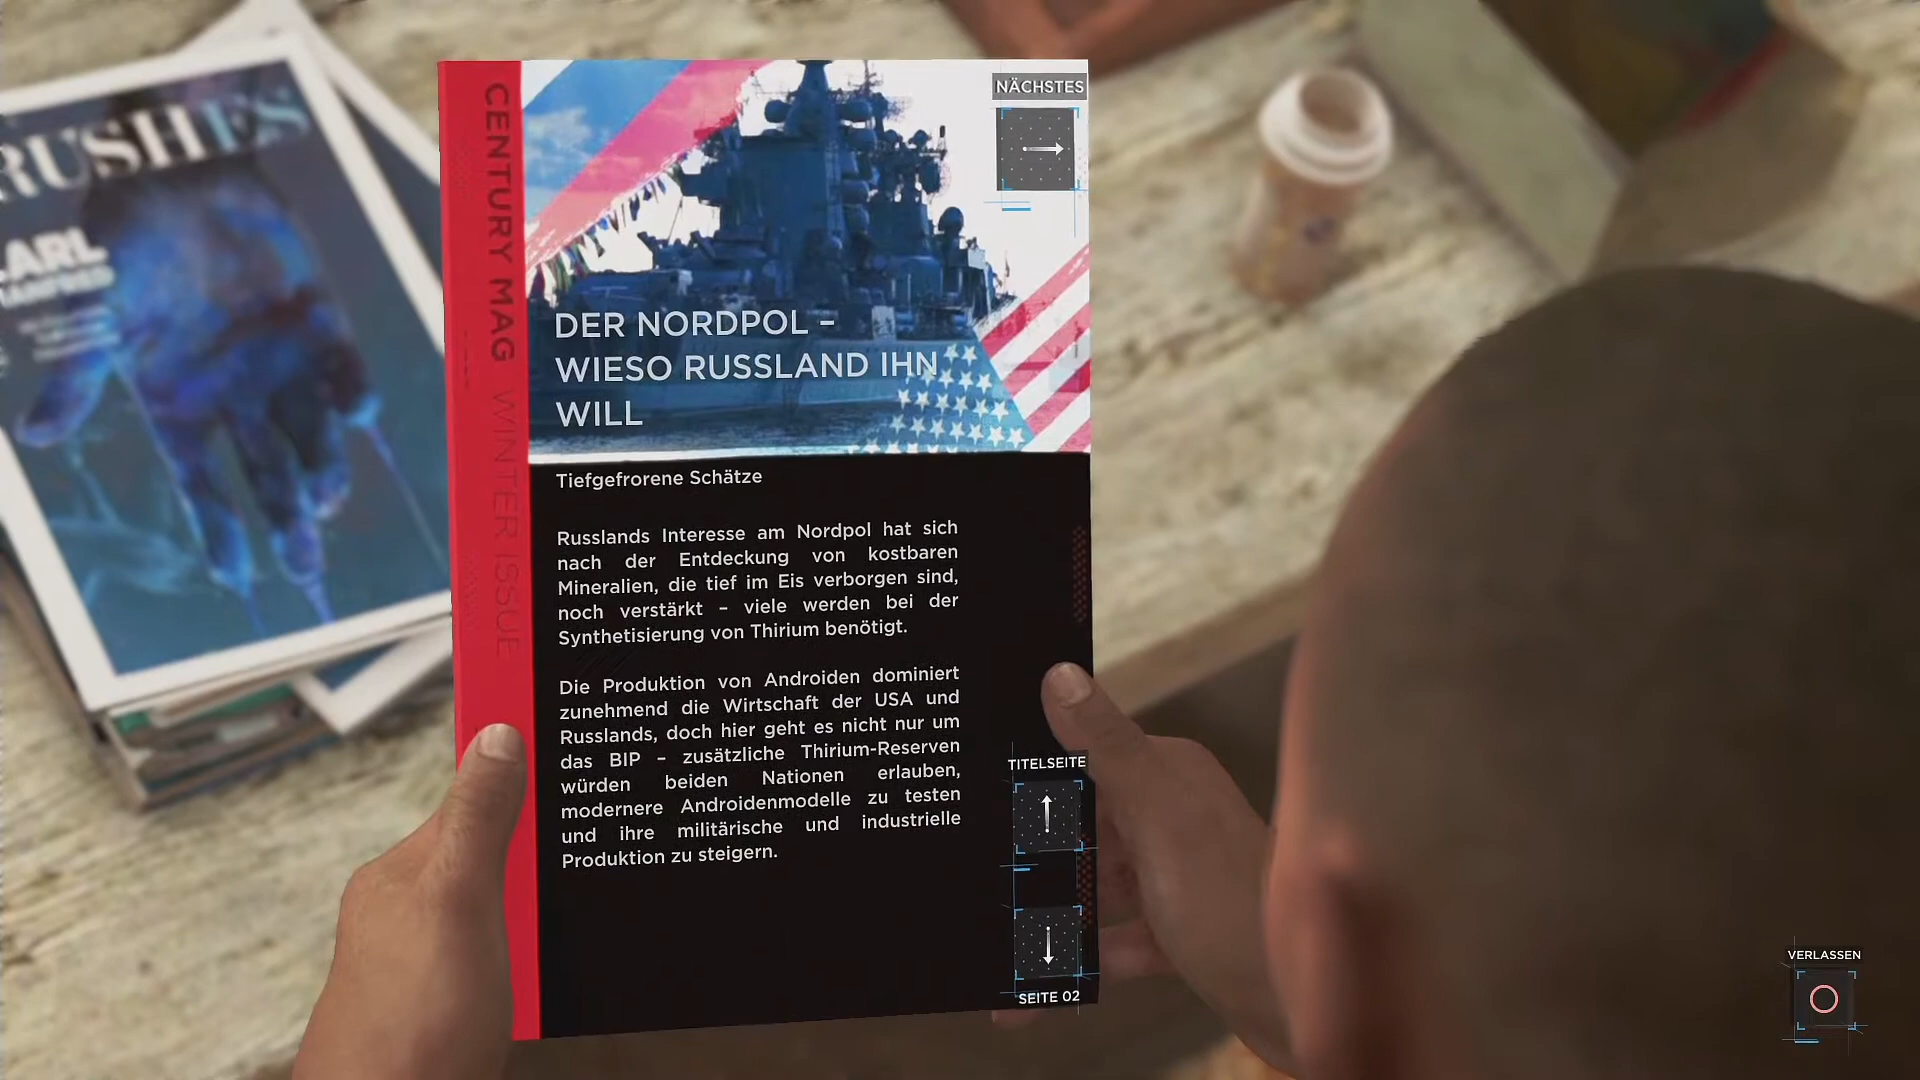 RUSHES
CENTURY MAG WINTER ISSUE
NÄCHSTES
DER NORDPOL –
WIESO RUSSLAND IHN
WILL
Tiefgefrorene Schätze
Russlands Interesse am Nordpol hat sich
nach der Entdeckung von kostbaren
Mineralien, die tief im Eis verborgen sind,
noch verstärkt – viele werden bei der
Synthetisierung von Thirium benötigt.
Die Produktion von Androiden dominiert
zunehmend die Wirtschaft der USA und
Russlands, doch hier geht es nicht nur um
das BIP – zusätzliche Thirium-Reserven
würden beiden Nationen erlauben,
modernere Androidenmodelle zu testen
und ihre militärische und industrielle
Produktion zu steigern.
TITELSEITE
SEITE 02
VERLASSEN